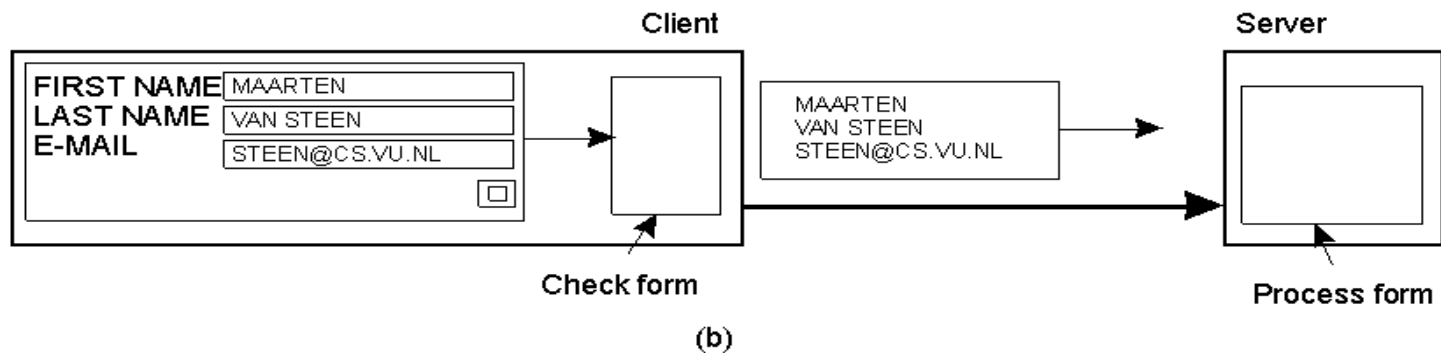 Client
Server
FIRST NAME MAARTEN
LAST NAME VAN STEEN
E-MAIL STEEN@CS.VU.NL
MAARTEN
VAN STEEN
STEEN@CS.VU.NL
Check form
Process form
(b)